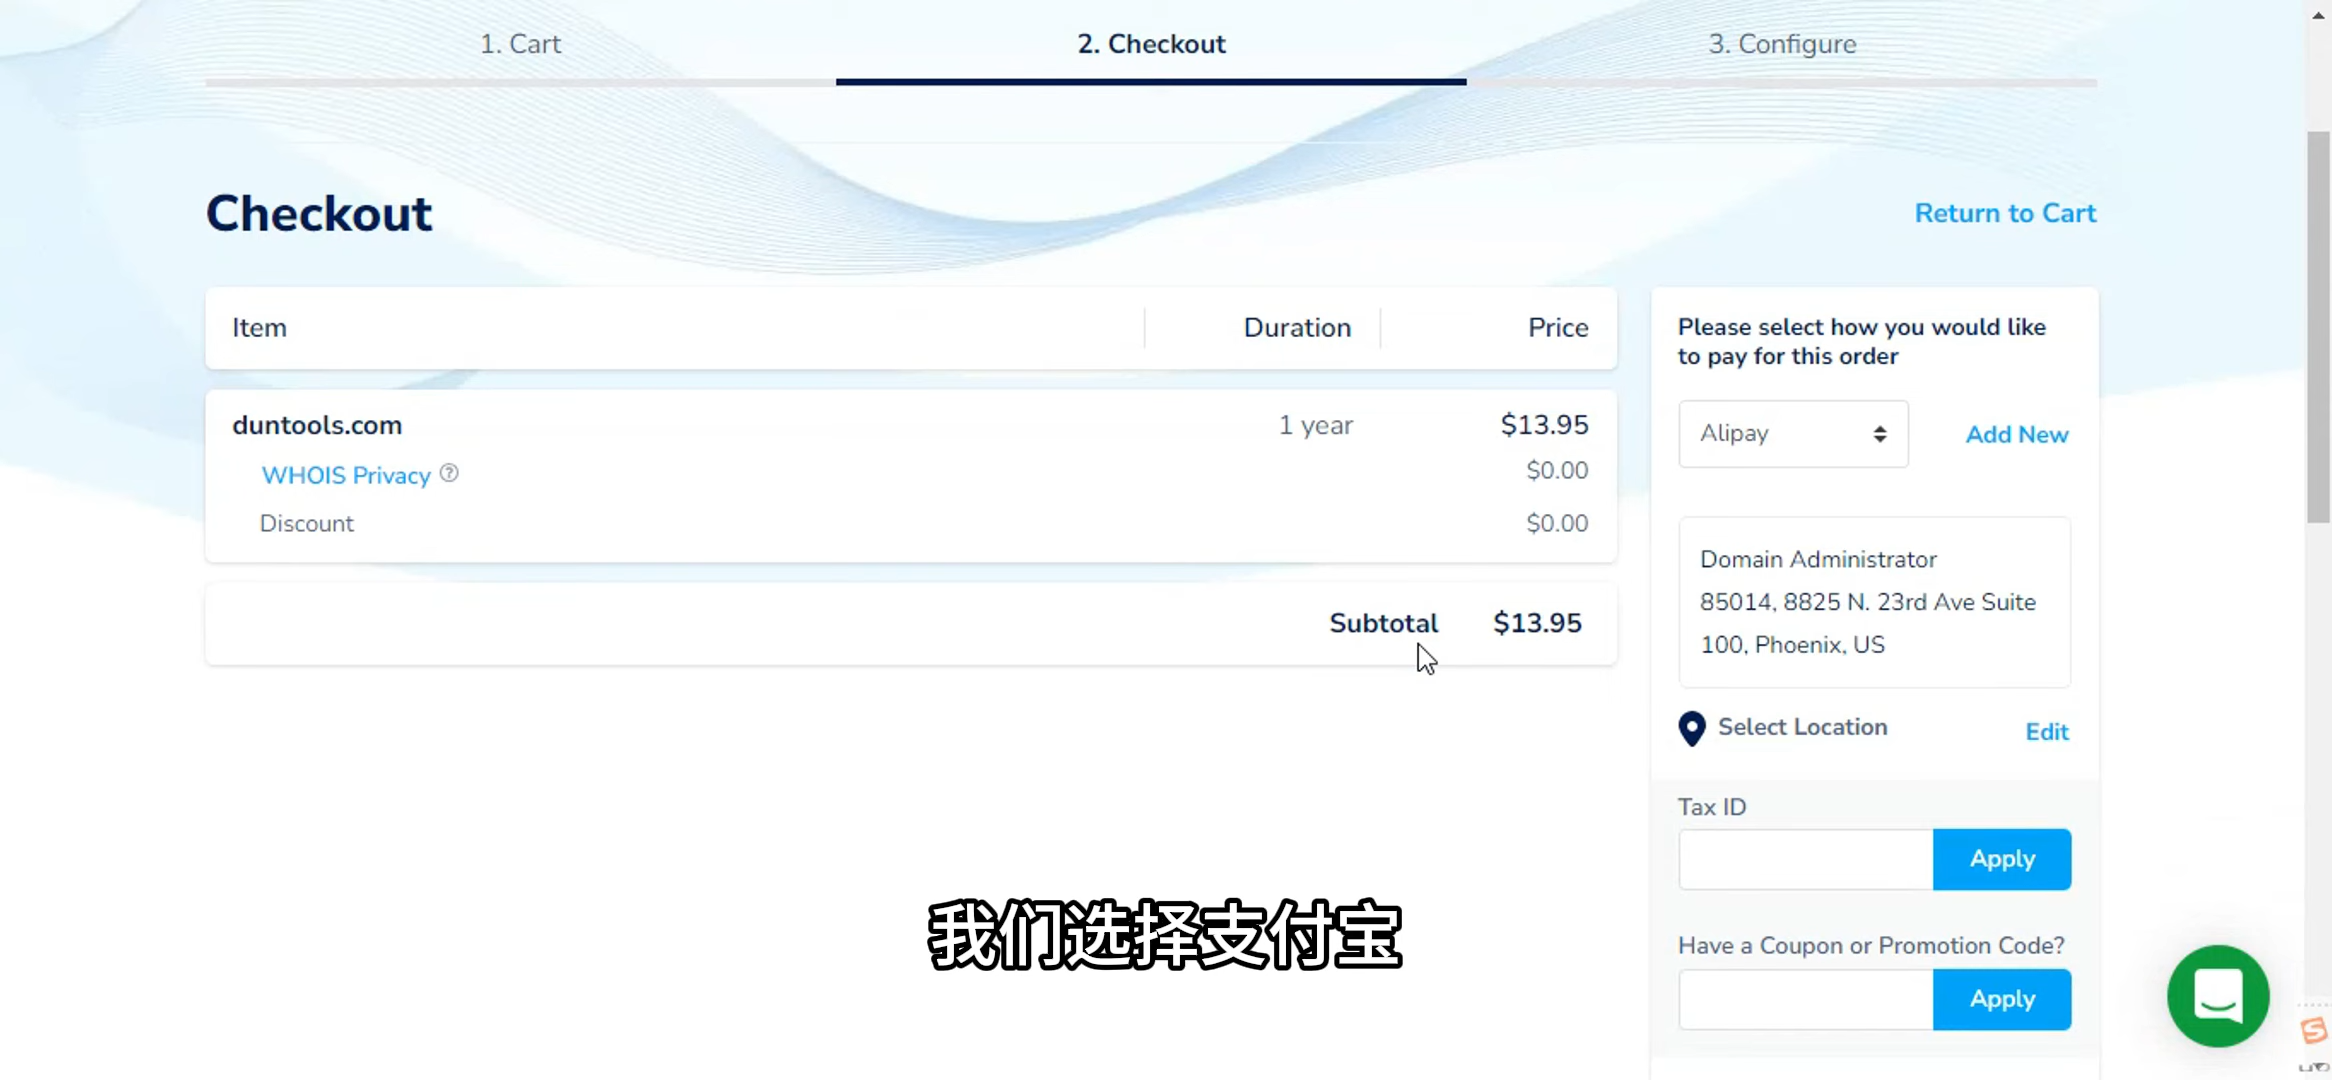 1. Cart
2. Checkout
3. Configure
Checkout
Return to Cart
Item
Duration
Price
duntools.com
1 year
$13.95
WHOIS Privacy
$0.00
Discount
$0.00
Subtotal
$13.95
Please select how you would like
to pay for this order
Alipay
Add New
Domain Administrator
85014, 8825 N. 23rd Ave Suite
100, Phoenix, US
Select Location
Edit
Tax ID
Apply
Have a Coupon or Promotion Code?
Apply
我们选择支付宝